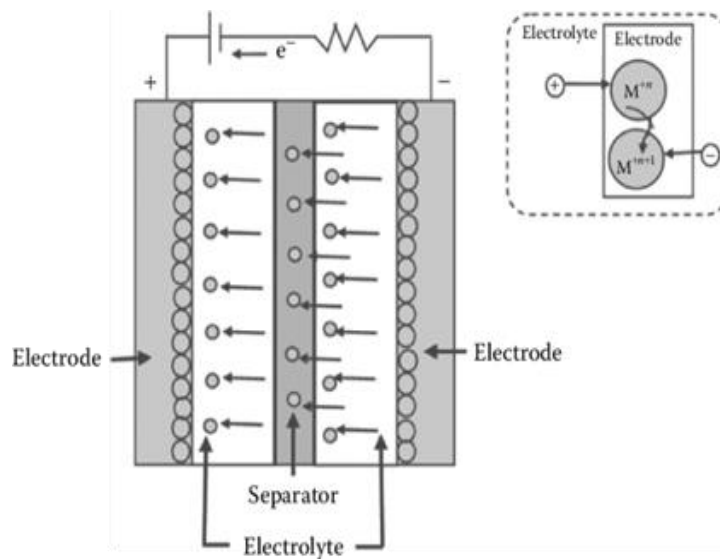 e⁻
+
−
Electrolyte
Electrode
+
M⁺ⁿ
M⁺ⁿ⁺¹
−
Electrode
Electrode
Separator
Electrolyte